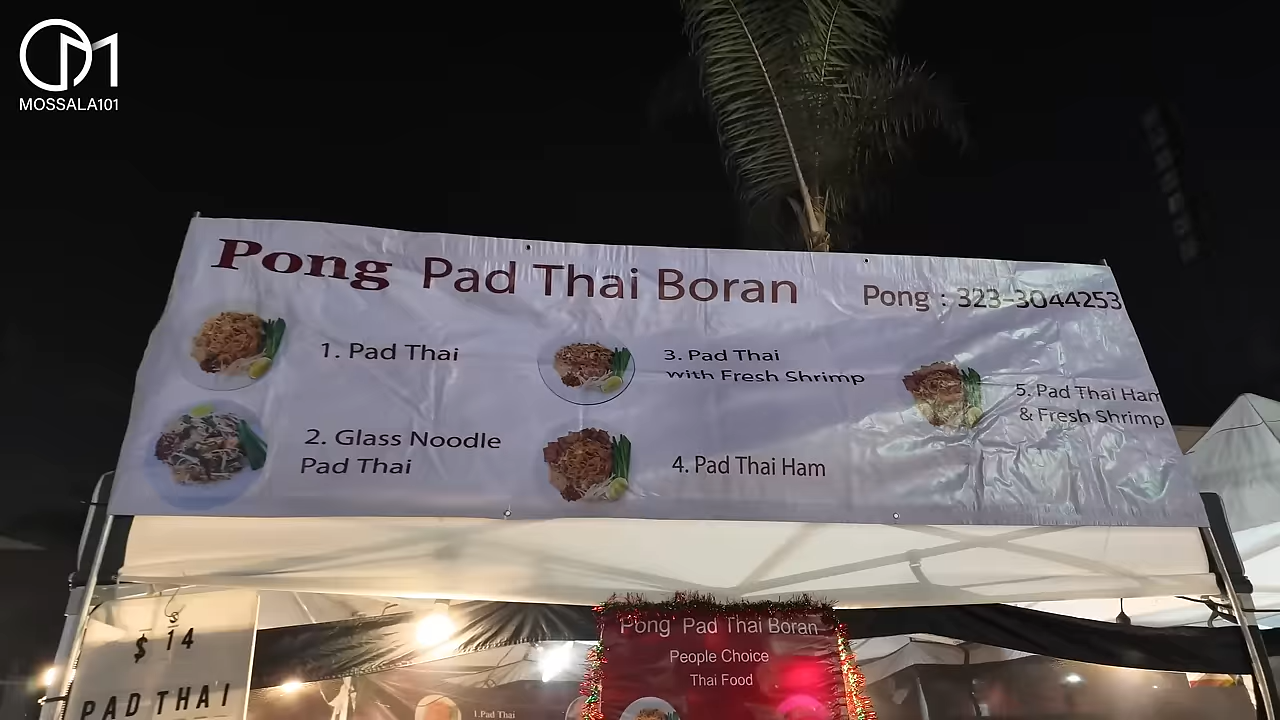 MOSSALA101
Pong Pad Thai Boran
Pong : 323-3044253
1. Pad Thai
2. Glass Noodle
Pad Thai
3. Pad Thai
with Fresh Shrimp
4. Pad Thai Ham
5. Pad Thai Ham
& Fresh Shrimp
$ 14
PAD THAI
Pong Pad Thai Boran
People Choice
Thai Food
1.Pad Thai